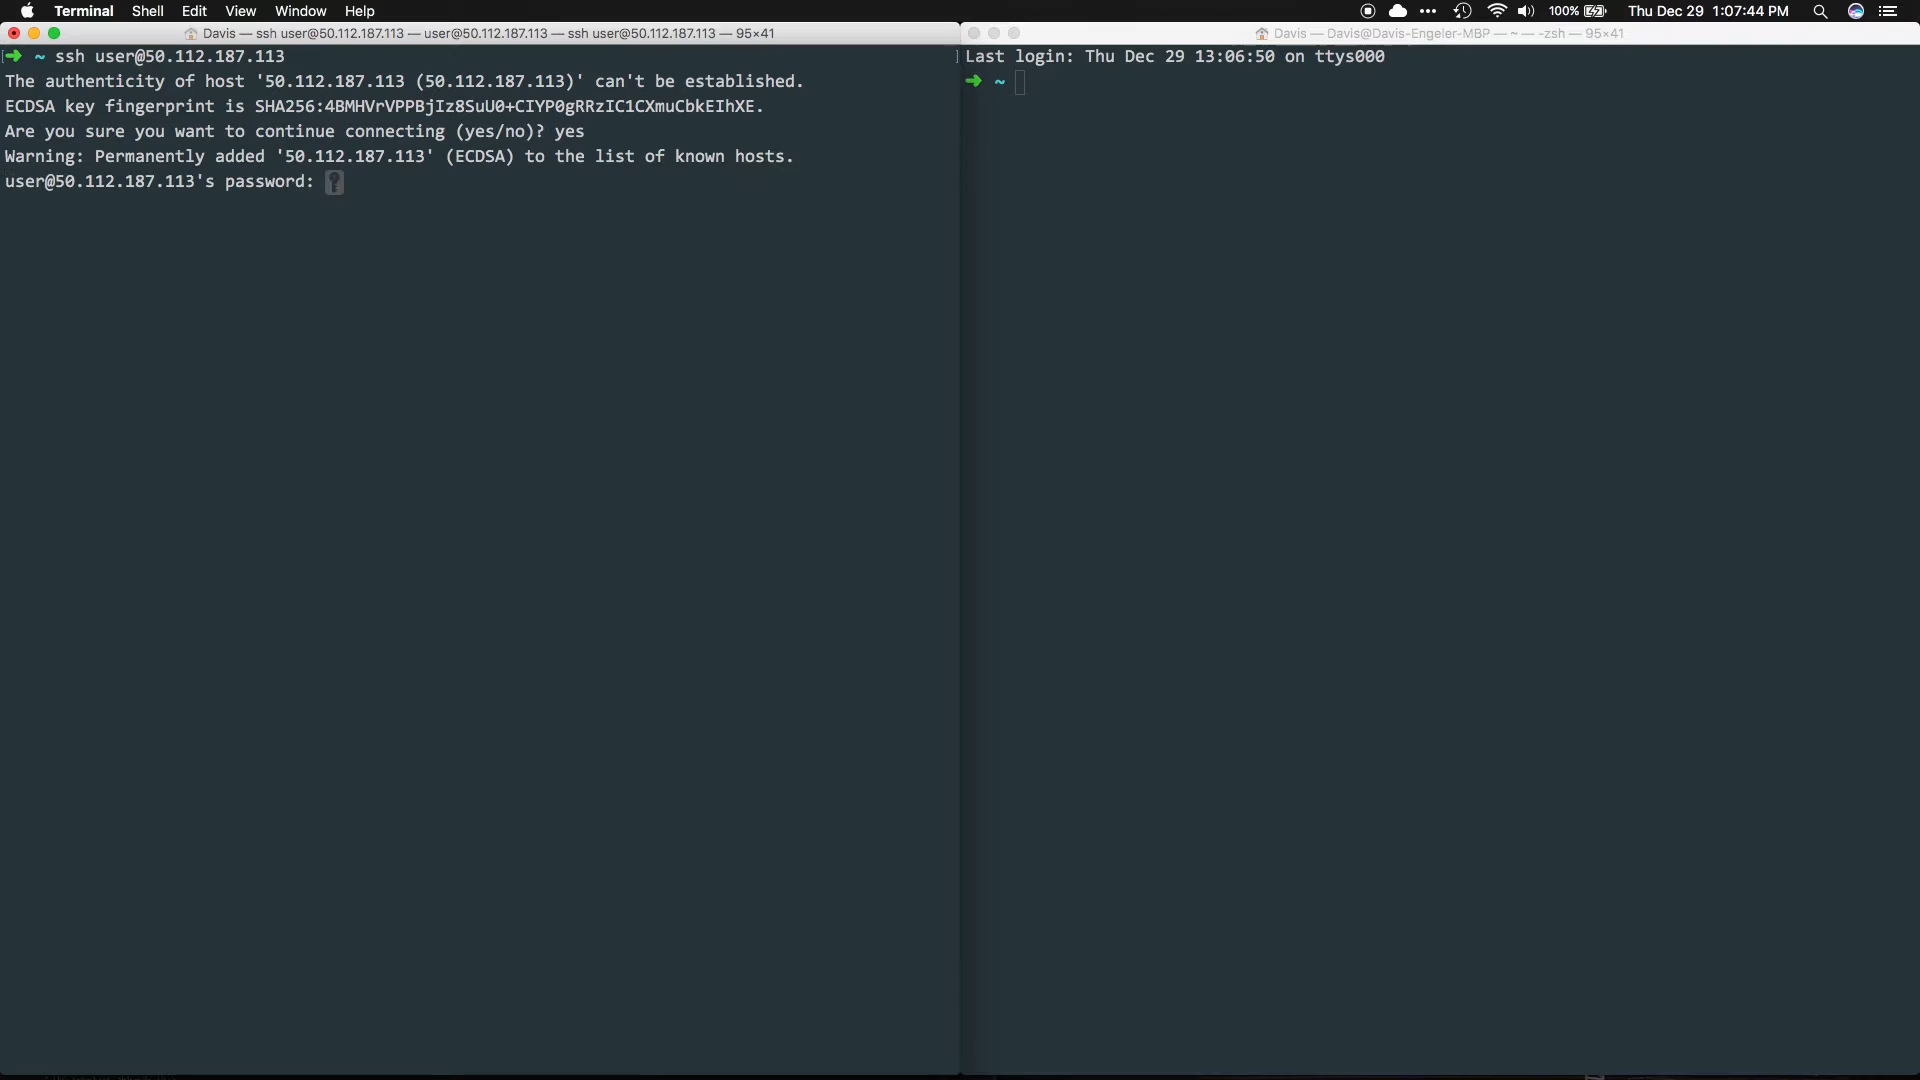 Terminal Shell Edit View Window Help
100% Thu Dec 29 1:07:44 PM
Davis — ssh user@50.112.187.113 — user@50.112.187.113 — ssh user@50.112.187.113 — 95×41
➜ ~ ssh user@50.112.187.113
The authenticity of host '50.112.187.113 (50.112.187.113)' can't be established.
ECDSA key fingerprint is SHA256:4BMHVrVPPBjIz8SuU0+CIYP0gRRzIC1CXmuCbkEIhXE.
Are you sure you want to continue connecting (yes/no)? yes
Warning: Permanently added '50.112.187.113' (ECDSA) to the list of known hosts.
user@50.112.187.113's password:
Davis — Davis@Davis-Engeler-MBP — ~ — -zsh — 95×41
Last login: Thu Dec 29 13:06:50 on ttys000
➜ ~